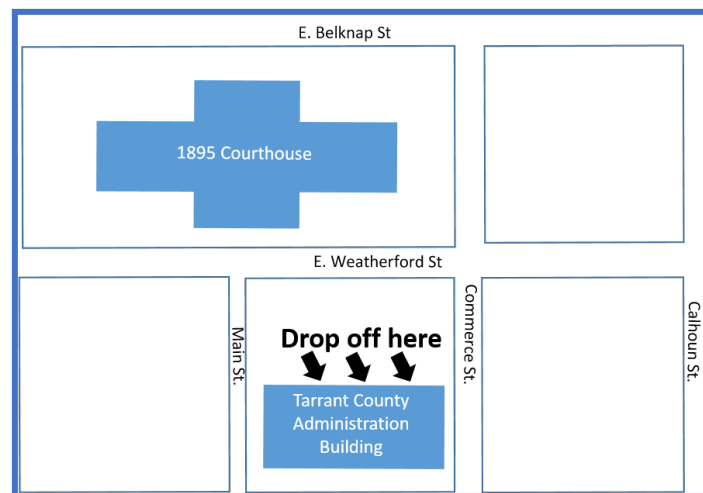 E. Belknap St
1895 Courthouse
E. Weatherford St
Main St.
Drop off here
Commerce St.
Calhoun St.
Tarrant County
Administration
Building